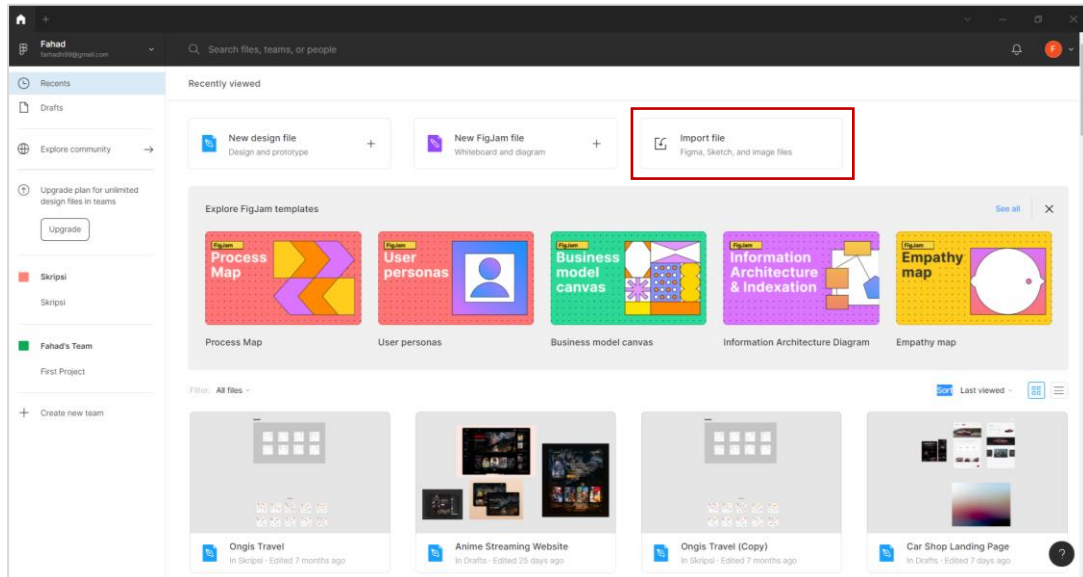 Fahad
farhadh99@gmail.com
Search files, teams, or people
F
Recents
Drafts
Explore community
Upgrade plan for unlimited
design files in teams
Upgrade
Skripsi
Skripsi
Fahad's Team
First Project
Create new team
Recently viewed
New design file
Design and prototype
New FigJam file
Whiteboard and diagram
Import file
Figma, Sketch, and image files
Explore FigJam templates
See all
FigJam
Process
Map
Process Map
FigJam
User
personas
User personas
FigJam
Business
model
canvas
Business model canvas
FigJam
Information
Architecture
& Indexation
Information Architecture Diagram
FigJam
Empathy
map
Empathy map
Filter: All files
Sort Last viewed
Ongis Travel
In Skripsi · Edited 7 months ago
Anime Streaming Website
In Drafts · Edited 25 days ago
Ongis Travel (Copy)
In Skripsi · Edited 7 months ago
Car Shop Landing Page
In Drafts · Edited 7 days ago
?